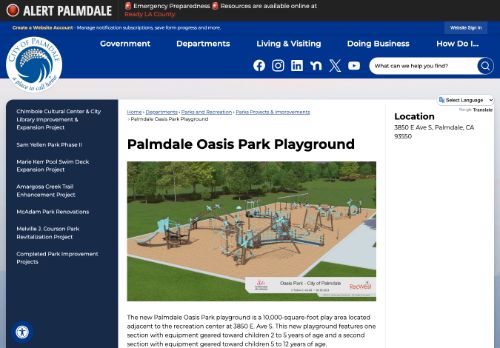 ALERT PALMDALE
🚨 Emergency Preparedness 🚨 Resources are available online at
Ready LA County.
Create a Website Account - Manage notification subscriptions, save form progress and more.
Website Sign In
CITY OF PALMDALE
a place to call home
Government
Departments
Living & Visiting
Doing Business
How Do I...
What can we help you find?
Select Language
Google Translate
Chimbole Cultural Center & City
Library Improvement &
Expansion Project
Sam Yellen Park Phase II
Marie Kerr Pool Swim Deck
Expansion Project
Amargosa Creek Trail
Enhancement Project
McAdam Park Renovations
Melville J. Courson Park
Revitalization Project
Completed Park Improvement
Projects
Home › Departments › Parks and Recreation › Parks Projects & Improvements
› Palmdale Oasis Park Playground
Palmdale Oasis Park Playground
Oasis Park - City of Palmdale
RecWest
The new Palmdale Oasis Park playground is a 10,000-square-foot play area located
adjacent to the recreation center at 3850 E. Ave S. This new playground features one
section with equipment geared toward children 2 to 5 years of age and a second
section with equipment geared toward children 5 to 12 years of age.
Location
3850 E Ave S, Palmdale, CA
93550